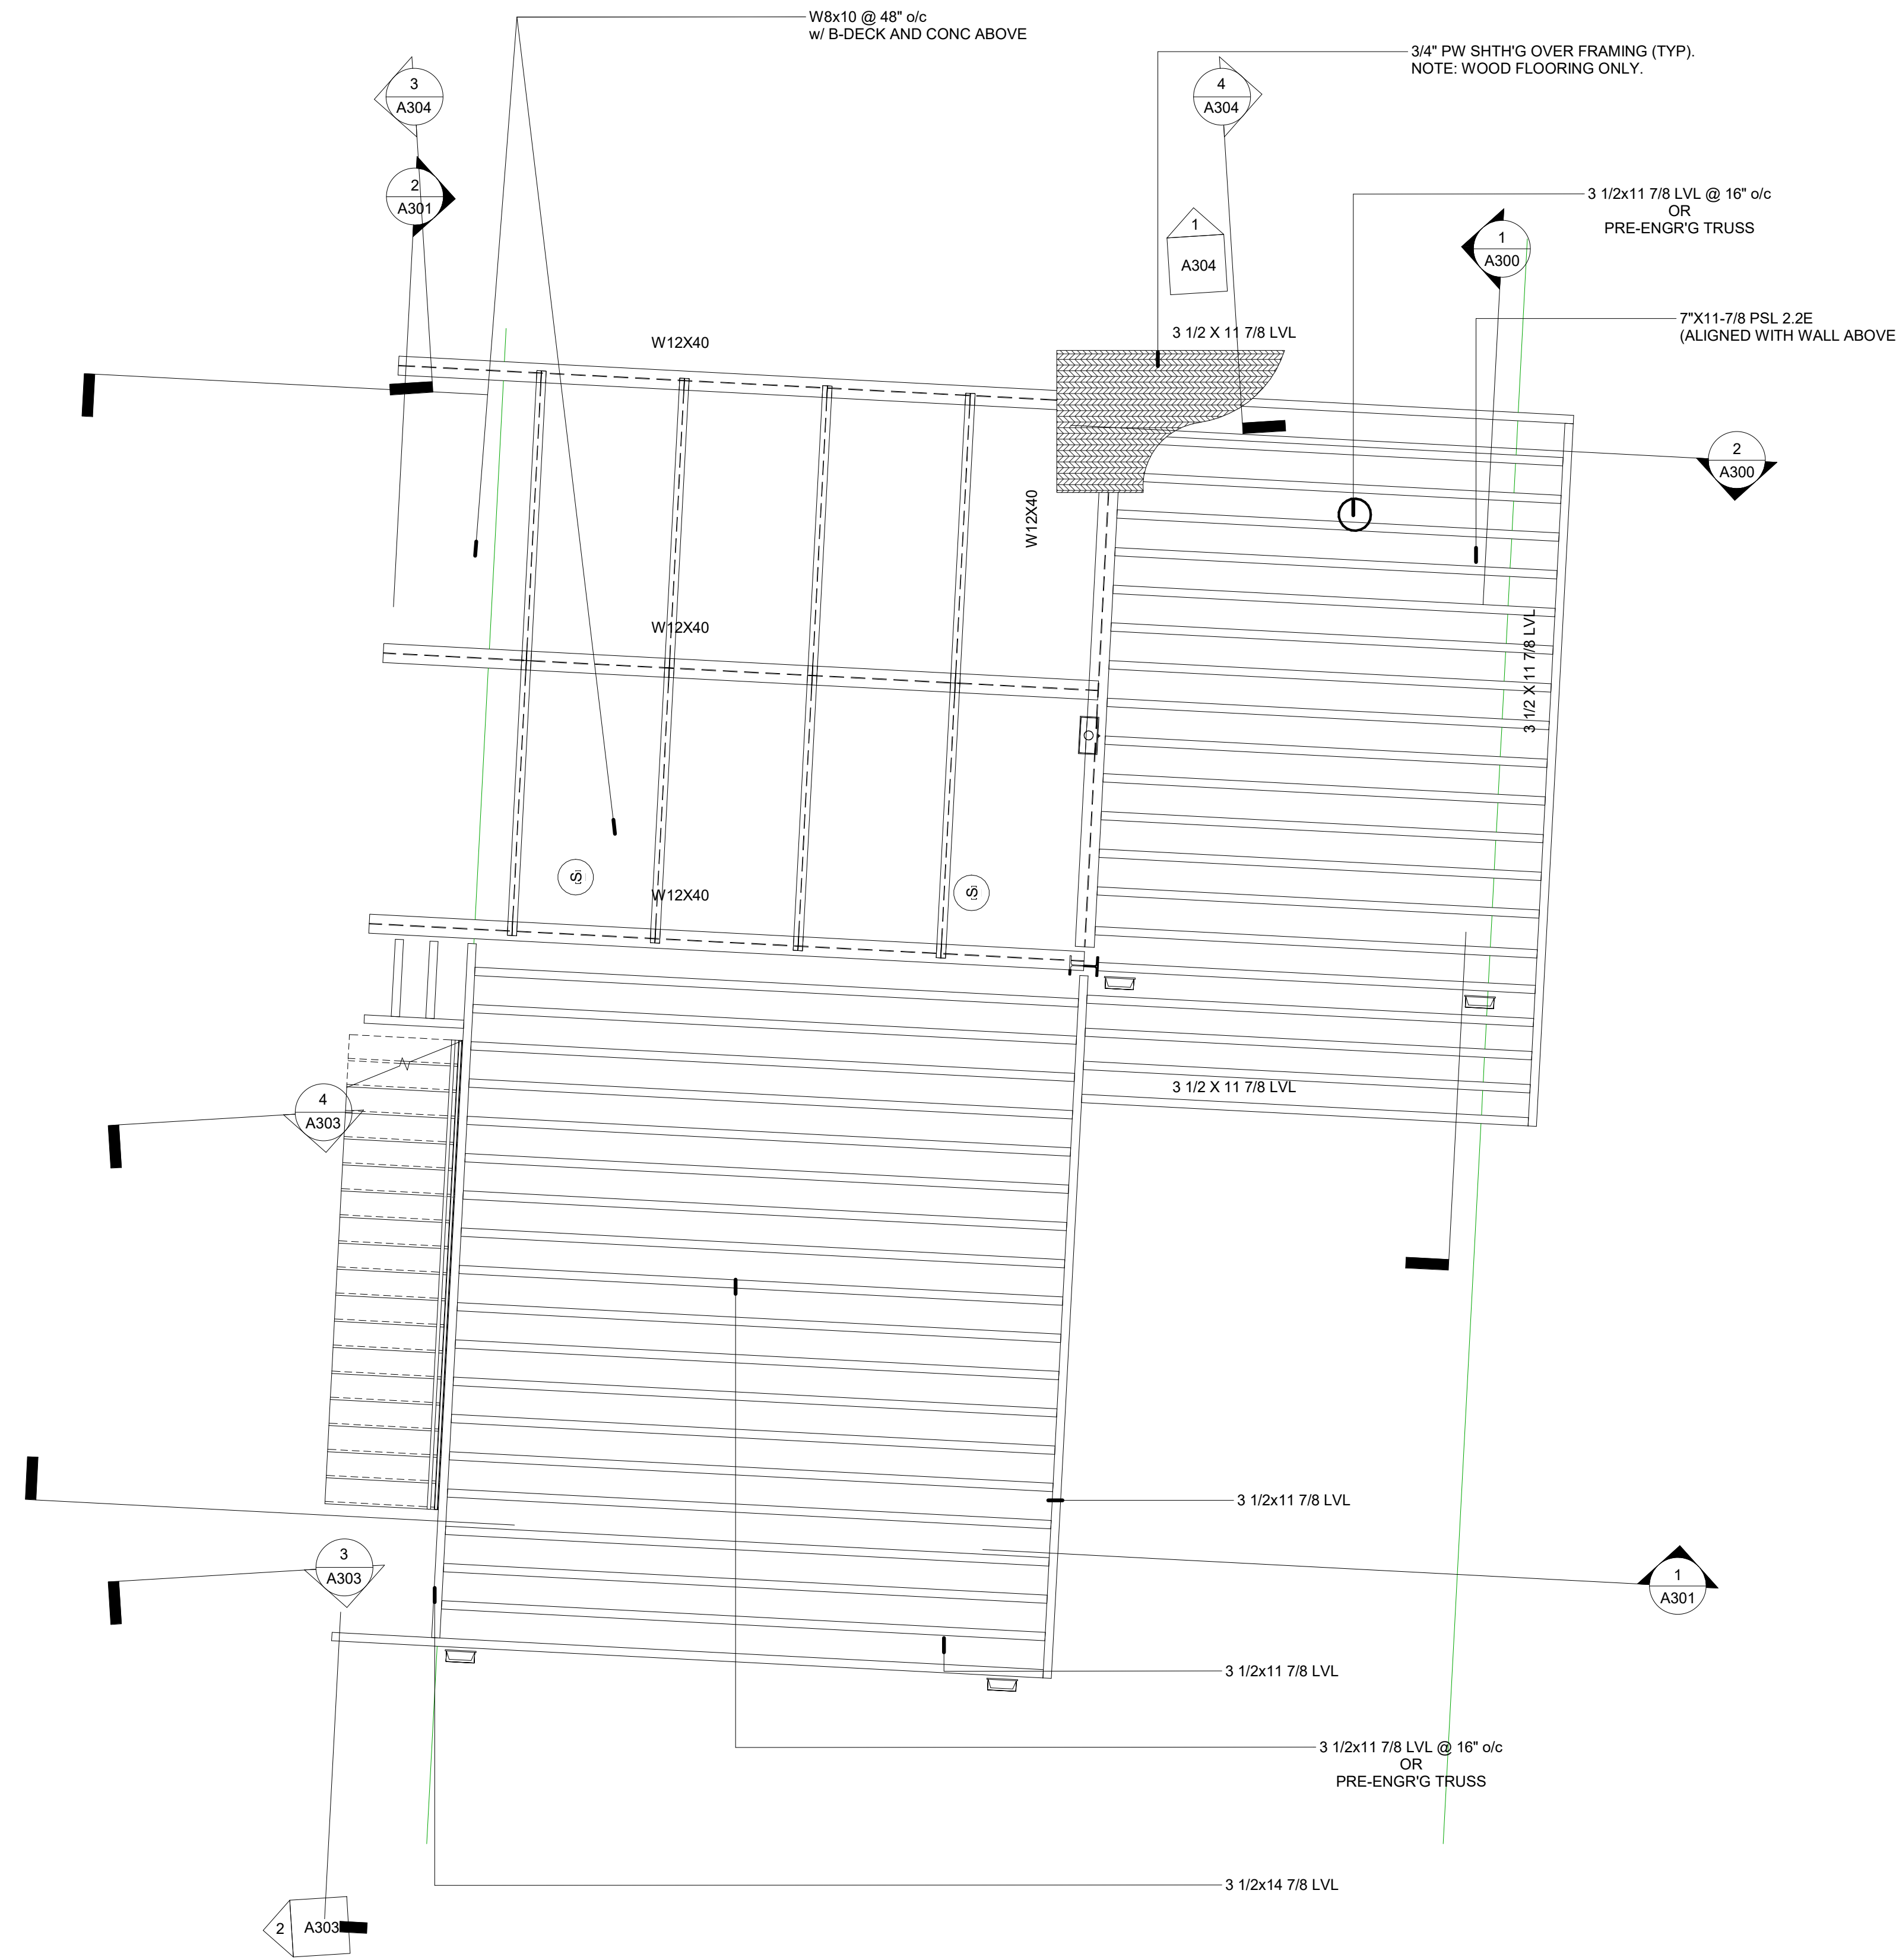 W8x10 @ 48" o/c
w/ B-DECK AND CONC ABOVE
3/4" PW SHTH'G OVER FRAMING (TYP).
NOTE: WOOD FLOORING ONLY.
3
A304
4
A304
2
A301
3 1/2x11 7/8 LVL @ 16" o/c
OR
PRE-ENGR'G TRUSS
1
A304
1
A300
7"X11-7/8 PSL 2.2E
(ALIGNED WITH WALL ABOVE
W12X40
3 1/2 X 11 7/8 LVL
2
A300
W12X40
W12X40
3 1/2 X 11 7/8 LVL
S
S
W12X40
4
A303
3 1/2 X 11 7/8 LVL
3 1/2x11 7/8 LVL
3
A303
1
A301
3 1/2x11 7/8 LVL
3 1/2x11 7/8 LVL @ 16" o/c
OR
PRE-ENGR'G TRUSS
3 1/2x14 7/8 LVL
2
A303